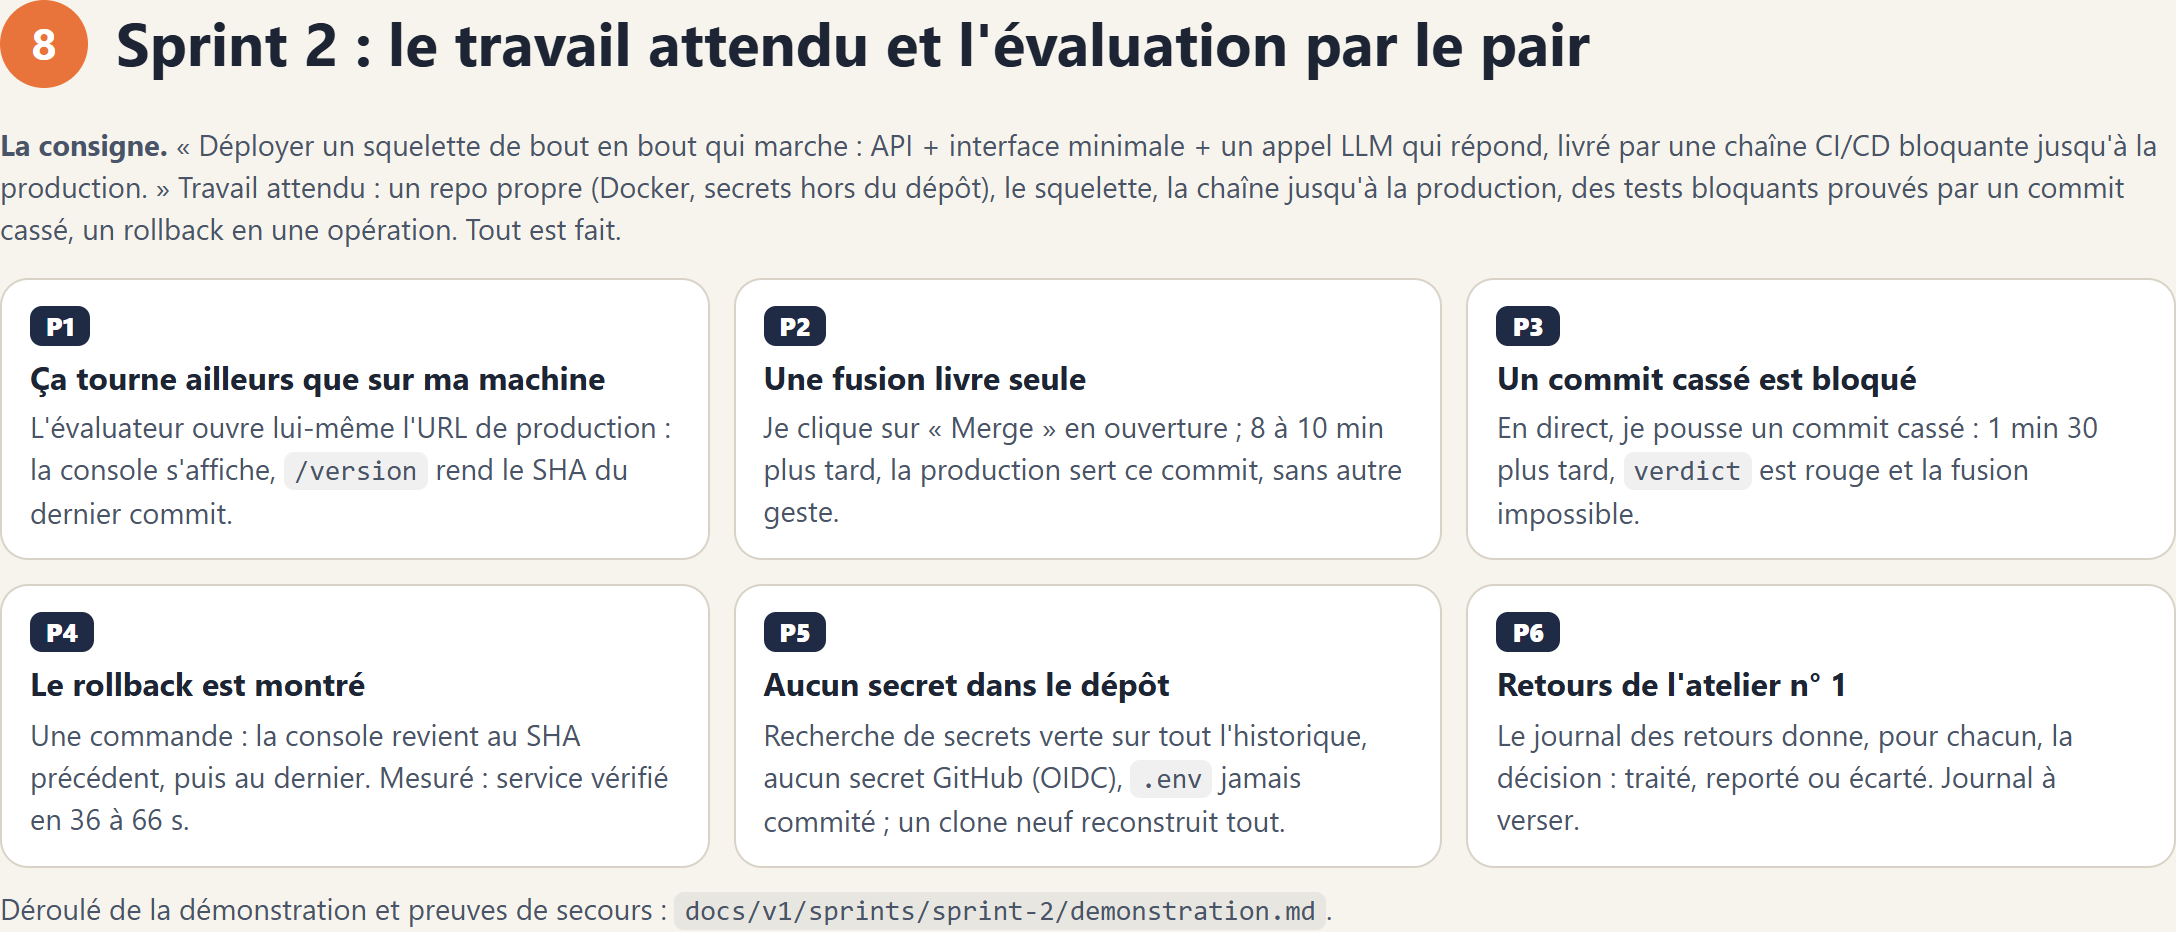 8
Sprint 2 : le travail attendu et l'évaluation par le pair
La consigne. « Déployer un squelette de bout en bout qui marche : API + interface minimale + un appel LLM qui répond, livré par une chaîne CI/CD bloquante jusqu'à la
production. » Travail attendu : un repo propre (Docker, secrets hors du dépôt), le squelette, la chaîne jusqu'à la production, des tests bloquants prouvés par un commit
cassé, un rollback en une opération. Tout est fait.
P1
Ça tourne ailleurs que sur ma machine
L'évaluateur ouvre lui-même l'URL de production :
la console s'affiche, /version rend le SHA du
dernier commit.
P2
Une fusion livre seule
Je clique sur « Merge » en ouverture ; 8 à 10 min
plus tard, la production sert ce commit, sans autre
geste.
P3
Un commit cassé est bloqué
En direct, je pousse un commit cassé : 1 min 30
plus tard, verdict est rouge et la fusion
impossible.
P4
Le rollback est montré
Une commande : la console revient au SHA
précédent, puis au dernier. Mesuré : service vérifié
en 36 à 66 s.
P5
Aucun secret dans le dépôt
Recherche de secrets verte sur tout l'historique,
aucun secret GitHub (OIDC), .env jamais
commité ; un clone neuf reconstruit tout.
P6
Retours de l'atelier n° 1
Le journal des retours donne, pour chacun, la
décision : traité, reporté ou écarté. Journal à
verser.
Déroulé de la démonstration et preuves de secours : docs/v1/sprints/sprint-2/demonstration.md.